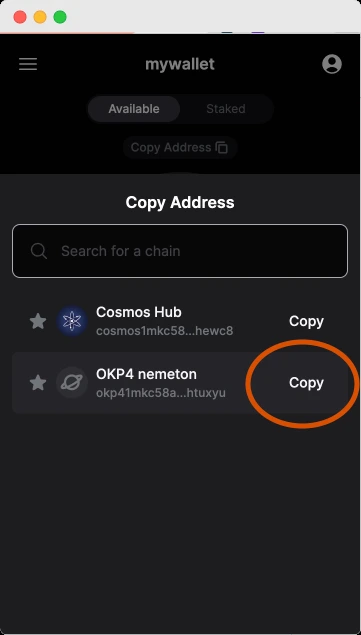 mywallet
Available Staked
Copy Address
Copy Address
Search for a chain
Cosmos Hub
cosmos1mkc58...hewc8
Copy
OKP4 nemeton
okp41mkc58a...htuxyu
Copy